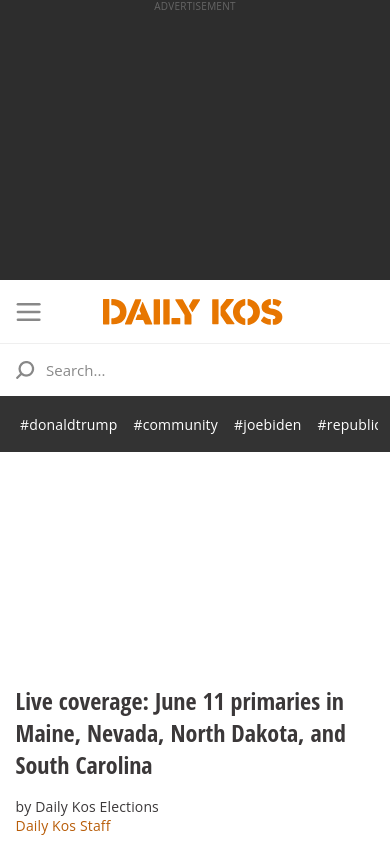 ADVERTISEMENT
DAILY KOS
Search...
#donaldtrump #community #joebiden #republic
Live coverage: June 11 primaries in
Maine, Nevada, North Dakota, and
South Carolina
by Daily Kos Elections
Daily Kos Staff